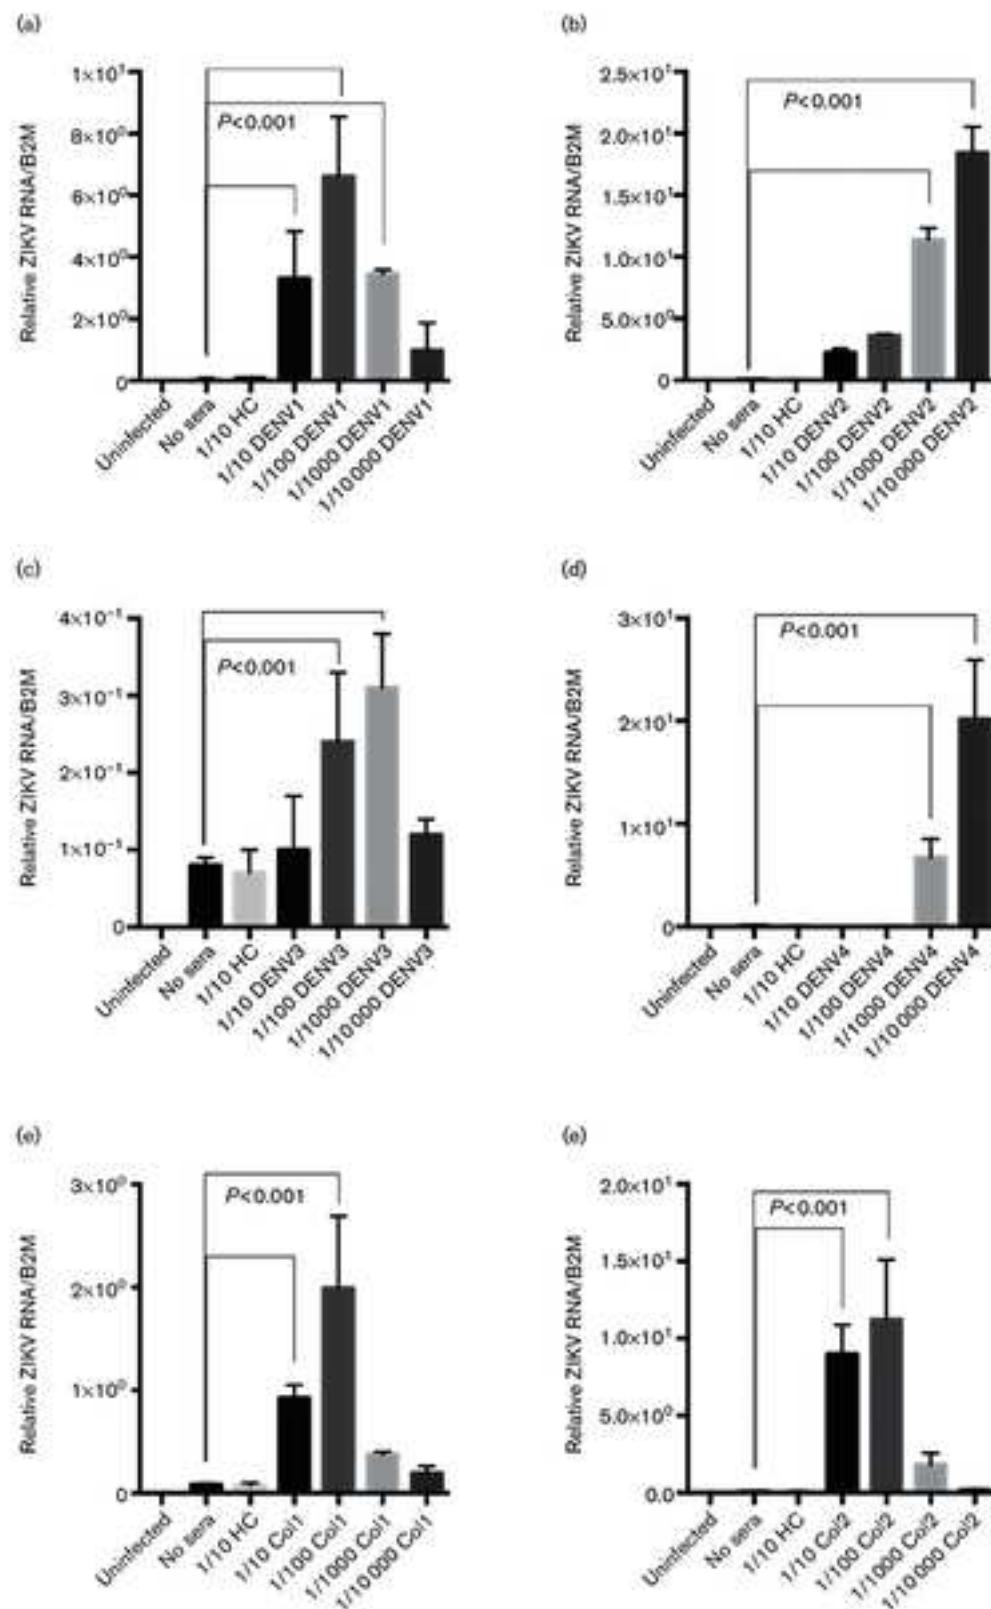 (a)
Relative ZIKV RNA/B2M
1×10¹
8×10⁰
6×10⁰
4×10⁰
2×10⁰
0
P<0.001
Uninfected
No sera
1/10 HC
1/10 DENV1
1/100 DENV1
1/1000 DENV1
1/10 000 DENV1
(b)
Relative ZIKV RNA/B2M
2.5×10¹
2.0×10¹
1.5×10¹
1.0×10¹
5.0×10⁰
0
P<0.001
Uninfected
No sera
1/10 HC
1/10 DENV2
1/100 DENV2
1/1000 DENV2
1/10 000 DENV2
(c)
Relative ZIKV RNA/B2M
4×10⁻¹
3×10⁻¹
2×10⁻¹
1×10⁻¹
0
P<0.001
Uninfected
No sera
1/10 HC
1/10 DENV3
1/100 DENV3
1/1000 DENV3
1/10 000 DENV3
(d)
Relative ZIKV RNA/B2M
3×10¹
2×10¹
1×10¹
0
P<0.001
Uninfected
No sera
1/10 HC
1/10 DENV4
1/100 DENV4
1/1000 DENV4
1/10 000 DENV4
(e)
Relative ZIKV RNA/B2M
3×10⁰
2×10⁰
1×10⁰
0
P<0.001
Uninfected
No sera
1/10 HC
1/10 Col1
1/100 Col1
1/1000 Col1
1/10 000 Col1
(e)
Relative ZIKV RNA/B2M
2.0×10¹
1.5×10¹
1.0×10¹
5.0×10⁰
0.0
P<0.001
Uninfected
No sera
1/10 HC
1/10 Col2
1/100 Col2
1/1000 Col2
1/10 000 Col2